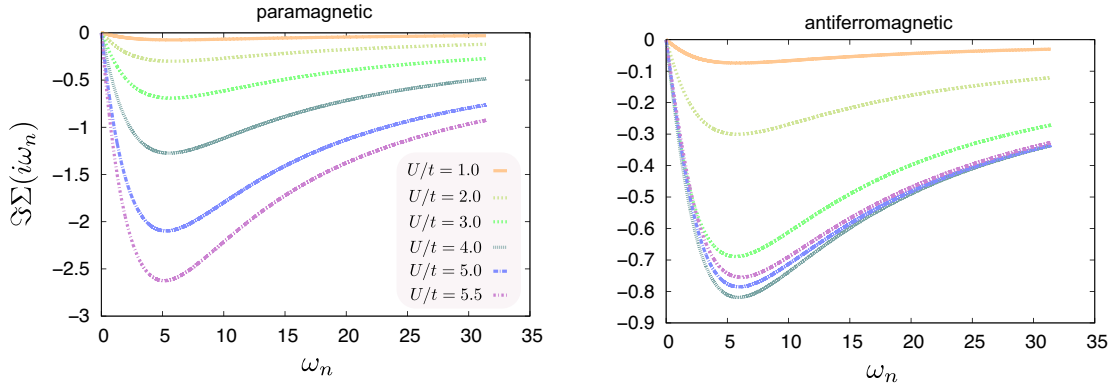 paramagnetic
0
−0.5
−1
−1.5
−2
−2.5
−3
ℑΣ(iωₙ)
U/t = 1.0
U/t = 2.0
U/t = 3.0
U/t = 4.0
U/t = 5.0
U/t = 5.5
0 5 10 15 20 25 30 35
ωₙ
antiferromagnetic
0
−0.1
−0.2
−0.3
−0.4
−0.5
−0.6
−0.7
−0.8
−0.9
0 5 10 15 20 25 30 35
ωₙ